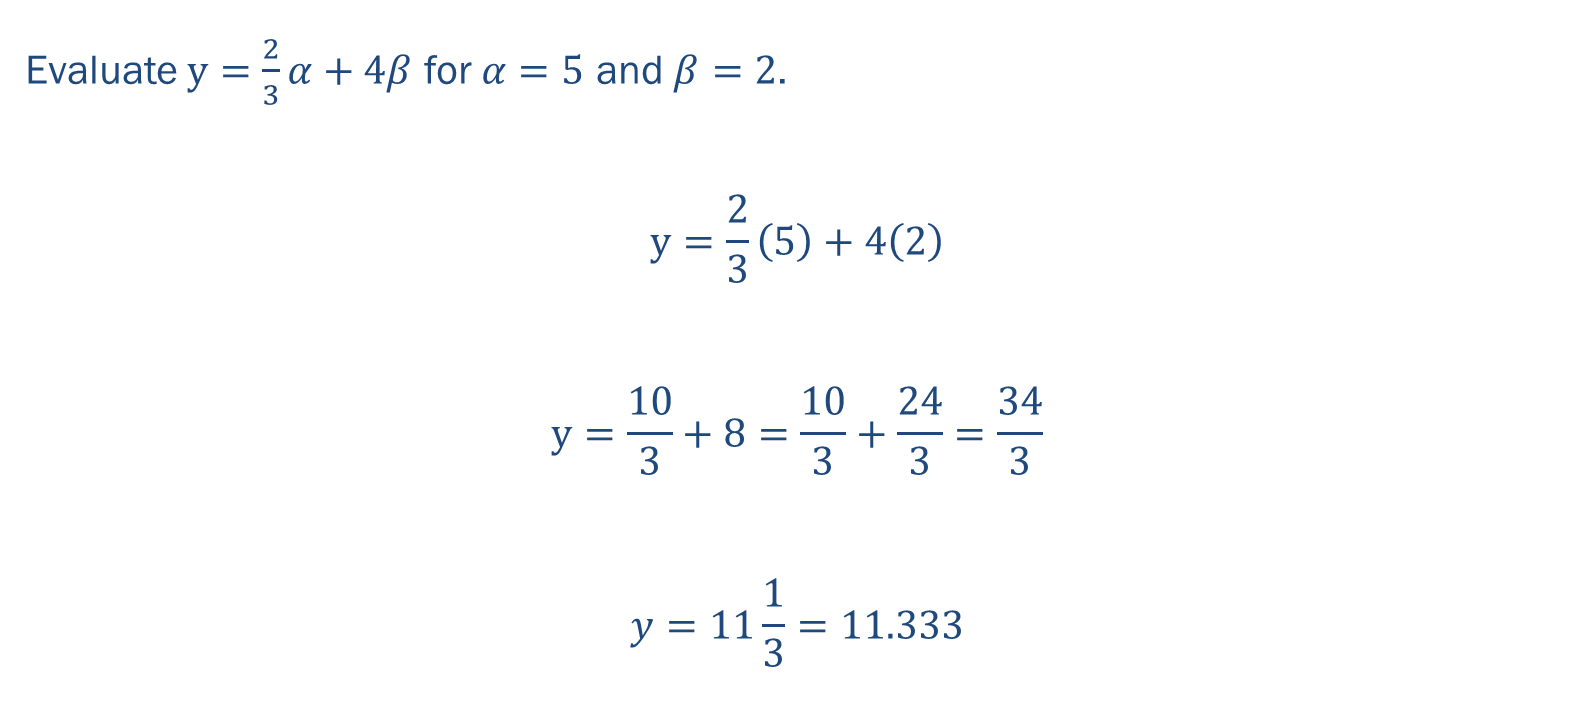 Evaluate y = 2/3 α + 4β for α = 5 and β = 2.
y = 2/3 (5) + 4(2)
y = 10/3 + 8 = 10/3 + 24/3 = 34/3
y = 11 1/3 = 11.333